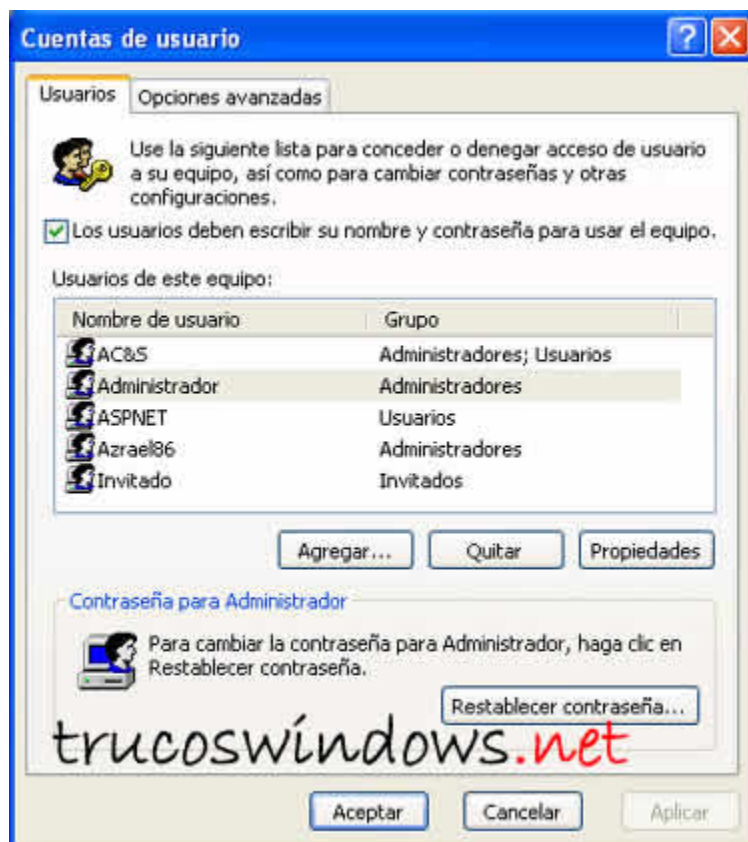 Cuentas de usuario
?
Usuarios
Opciones avanzadas
Use la siguiente lista para conceder o denegar acceso de usuario
a su equipo, así como para cambiar contraseñas y otras
configuraciones.
Los usuarios deben escribir su nombre y contraseña para usar el equipo.
Usuarios de este equipo:
Nombre de usuario Grupo
AC&S Administradores; Usuarios
Administrador Administradores
ASPNET Usuarios
Azrael86 Administradores
Invitado Invitados
Agregar... Quitar Propiedades
Contraseña para Administrador
Para cambiar la contraseña para Administrador, haga clic en
Restablecer contraseña.
Restablecer contraseña...
trucoswindows.net
Aceptar Cancelar Aplicar